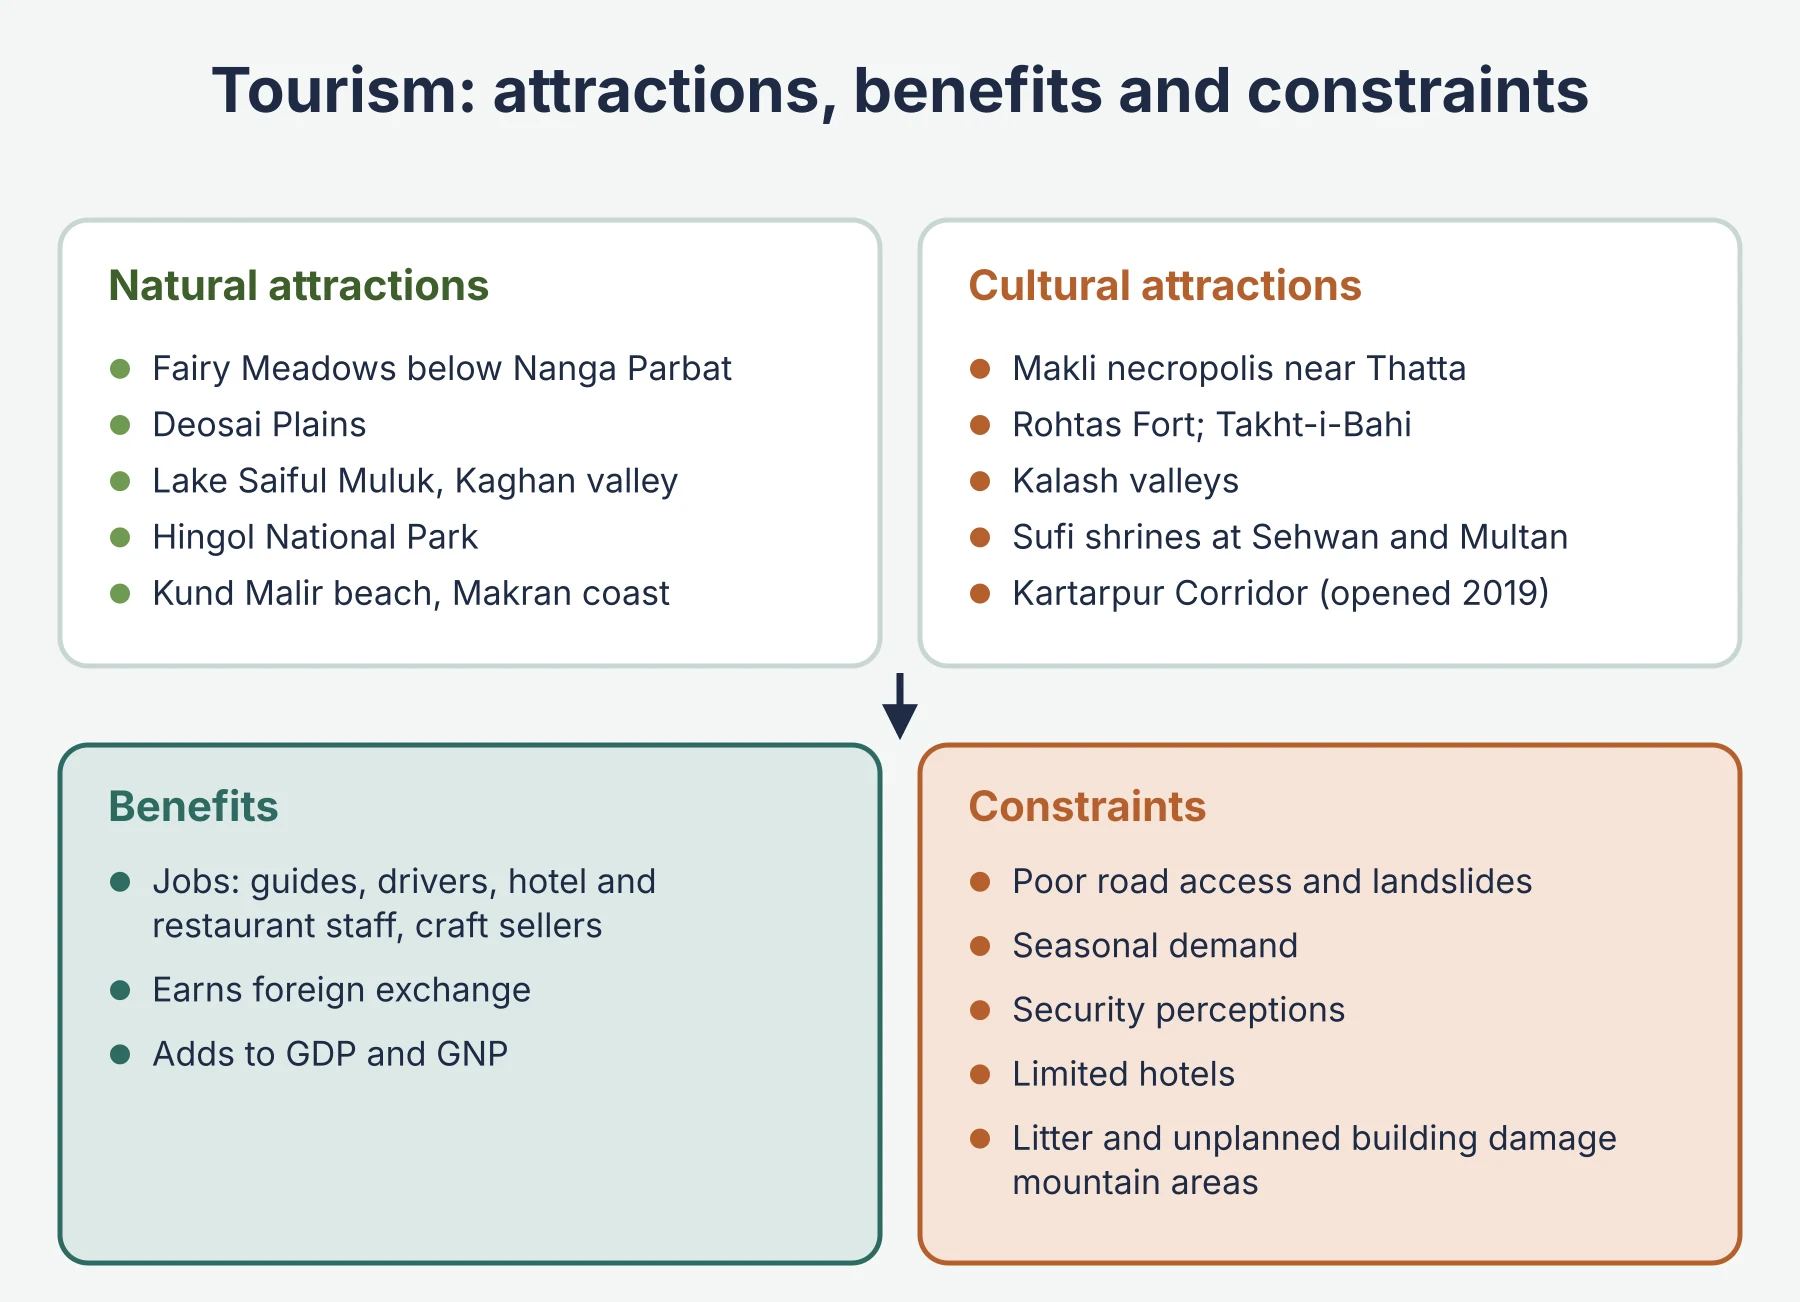 Tourism: attractions, benefits and constraints
Natural attractions
Fairy Meadows below Nanga Parbat
Deosai Plains
Lake Saiful Muluk, Kaghan valley
Hingol National Park
Kund Malir beach, Makran coast
Cultural attractions
Makli necropolis near Thatta
Rohtas Fort; Takht-i-Bahi
Kalash valleys
Sufi shrines at Sehwan and Multan
Kartarpur Corridor (opened 2019)
Benefits
Jobs: guides, drivers, hotel and
restaurant staff, craft sellers
Earns foreign exchange
Adds to GDP and GNP
Constraints
Poor road access and landslides
Seasonal demand
Security perceptions
Limited hotels
Litter and unplanned building damage
mountain areas